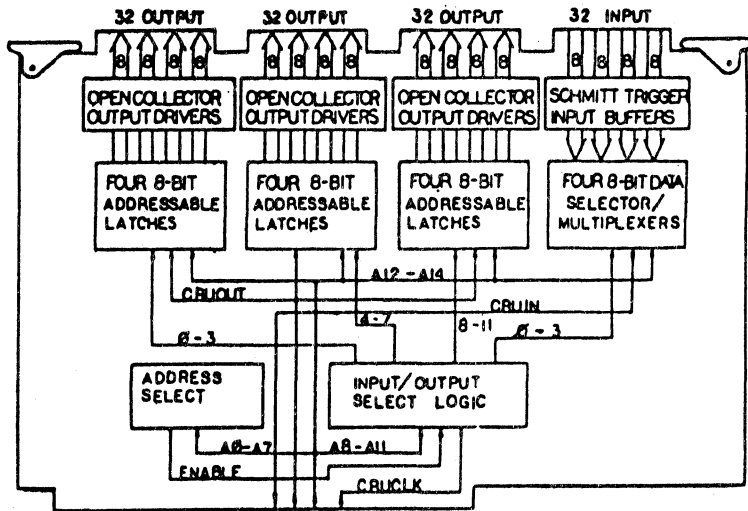 32 OUTPUT
32 OUTPUT
32 OUTPUT
32 INPUT
8 8 8 8
8 8 8 8
8 8 8 8
8 8 8 8
OPEN COLLECTOR
OUTPUT DRIVERS
OPEN COLLECTOR
OUTPUT DRIVERS
OPEN COLLECTOR
OUTPUT DRIVERS
SCHMITT TRIGGER
INPUT BUFFERS
FOUR 8-BIT
ADDRESSABLE
LATCHES
FOUR 8-BIT
ADDRESSABLE
LATCHES
FOUR 8-BIT
ADDRESSABLE
LATCHES
FOUR 8-BIT DATA
SELECTOR/
MULTIPLEXERS
A12-A14
CRUOUT
CRUIN
4-7
8-11
Ø-3
Ø-3
ADDRESS
SELECT
INPUT/OUTPUT
SELECT LOGIC
AØ-A7
A8-A11
ENABLE
CRUCLK